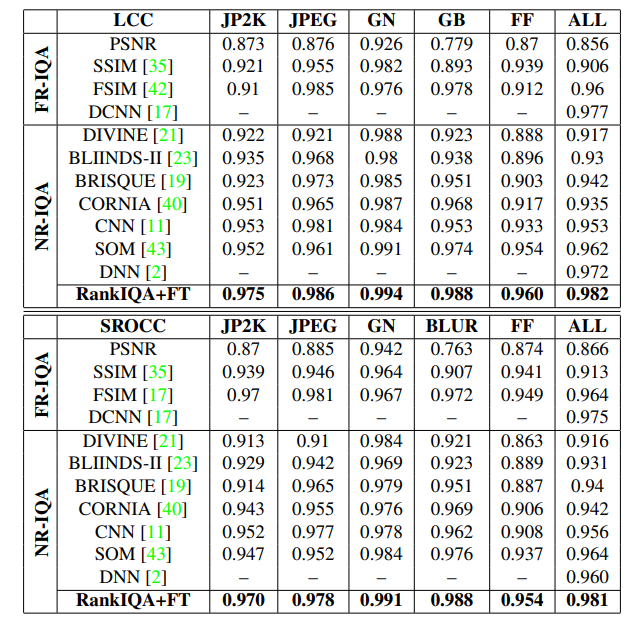 LCC JP2K JPEG GN GB FF ALL
FR-IQA
PSNR 0.873 0.876 0.926 0.779 0.87 0.856
SSIM [35] 0.921 0.955 0.982 0.893 0.939 0.906
FSIM [42] 0.91 0.985 0.976 0.978 0.912 0.96
DCNN [17] – – – – – 0.977
NR-IQA
DIVINE [21] 0.922 0.921 0.988 0.923 0.888 0.917
BLIINDS-II [23] 0.935 0.968 0.98 0.938 0.896 0.93
BRISQUE [19] 0.923 0.973 0.985 0.951 0.903 0.942
CORNIA [40] 0.951 0.965 0.987 0.968 0.917 0.935
CNN [11] 0.953 0.981 0.984 0.953 0.933 0.953
SOM [43] 0.952 0.961 0.991 0.974 0.954 0.962
DNN [2] – – – – – 0.972
RankIQA+FT 0.975 0.986 0.994 0.988 0.960 0.982
SROCC JP2K JPEG GN BLUR FF ALL
FR-IQA
PSNR 0.87 0.885 0.942 0.763 0.874 0.866
SSIM [35] 0.939 0.946 0.964 0.907 0.941 0.913
FSIM [17] 0.97 0.981 0.967 0.972 0.949 0.964
DCNN [17] – – – – – 0.975
NR-IQA
DIVINE [21] 0.913 0.91 0.984 0.921 0.863 0.916
BLIINDS-II [23] 0.929 0.942 0.969 0.923 0.889 0.931
BRISQUE [19] 0.914 0.965 0.979 0.951 0.887 0.94
CORNIA [40] 0.943 0.955 0.976 0.969 0.906 0.942
CNN [11] 0.952 0.977 0.978 0.962 0.908 0.956
SOM [43] 0.947 0.952 0.984 0.976 0.937 0.964
DNN [2] – – – – – 0.960
RankIQA+FT 0.970 0.978 0.991 0.988 0.954 0.981